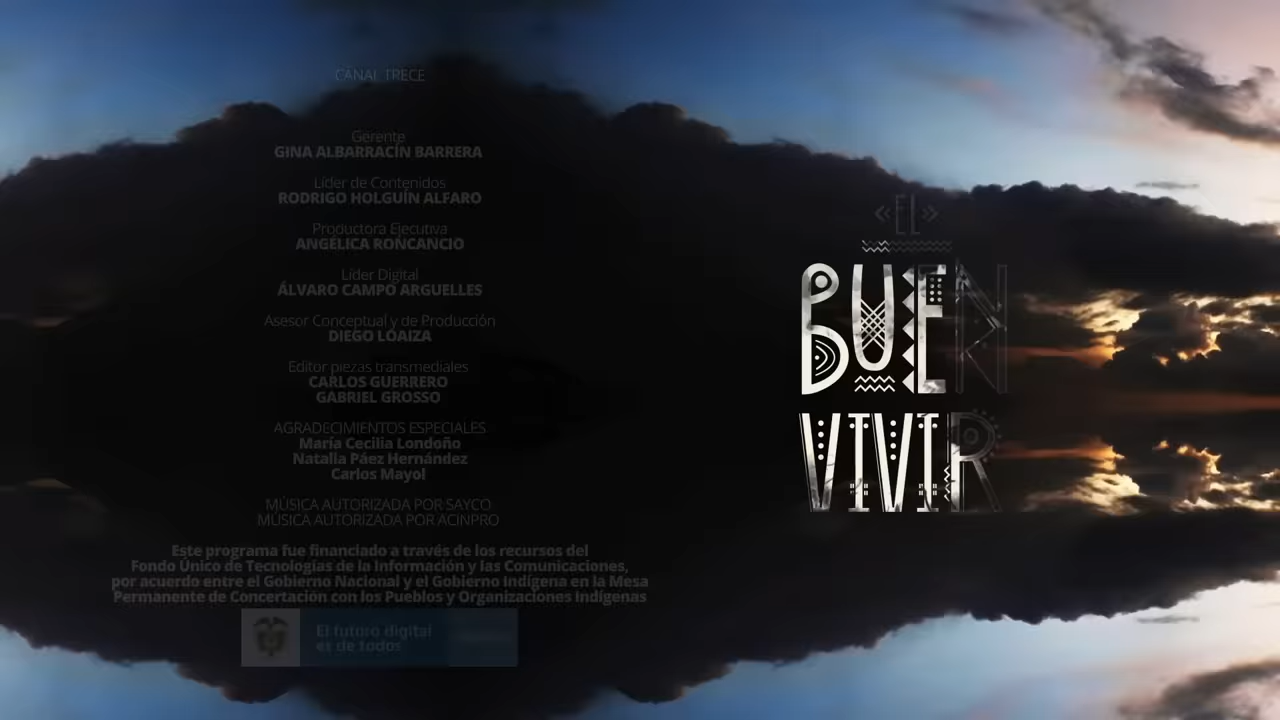 CANAL TRECE
Gerente
GINA ALBARRACÍN BARRERA
Líder de Contenidos
RODRIGO HOLGUÍN ALFARO
Productora Ejecutiva
ANGÉLICA RONCANCIO
Líder Digital
ÁLVARO CAMPO ARGUELLES
Asesor Conceptual y de Producción
DIEGO LOAIZA
Editor piezas transmediales
CARLOS GUERRERO
GABRIEL GROSSO
AGRADECIMIENTOS ESPECIALES
María Cecilia Londoño
Natalia Páez Hernández
Carlos Mayol
MÚSICA AUTORIZADA POR SAYCO
MÚSICA AUTORIZADA POR ACINPRO
Este programa fue financiado a través de los recursos del
Fondo Único de Tecnologías de la Información y las Comunicaciones,
por acuerdo entre el Gobierno Nacional y el Gobierno Indígena en la Mesa
Permanente de Concertación con los Pueblos y Organizaciones Indígenas
El futuro digital
es de todos
«EL»
BUEN
VIVIR